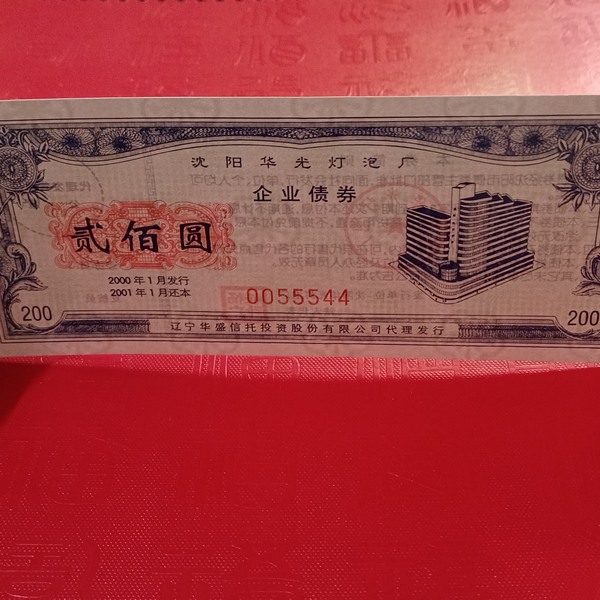 沈阳华光灯泡厂
企业债券
贰佰圆
2000年1月发行
2001年1月还本
0055544
200
200
辽宁华盛信托投资股份有限公司代理发行